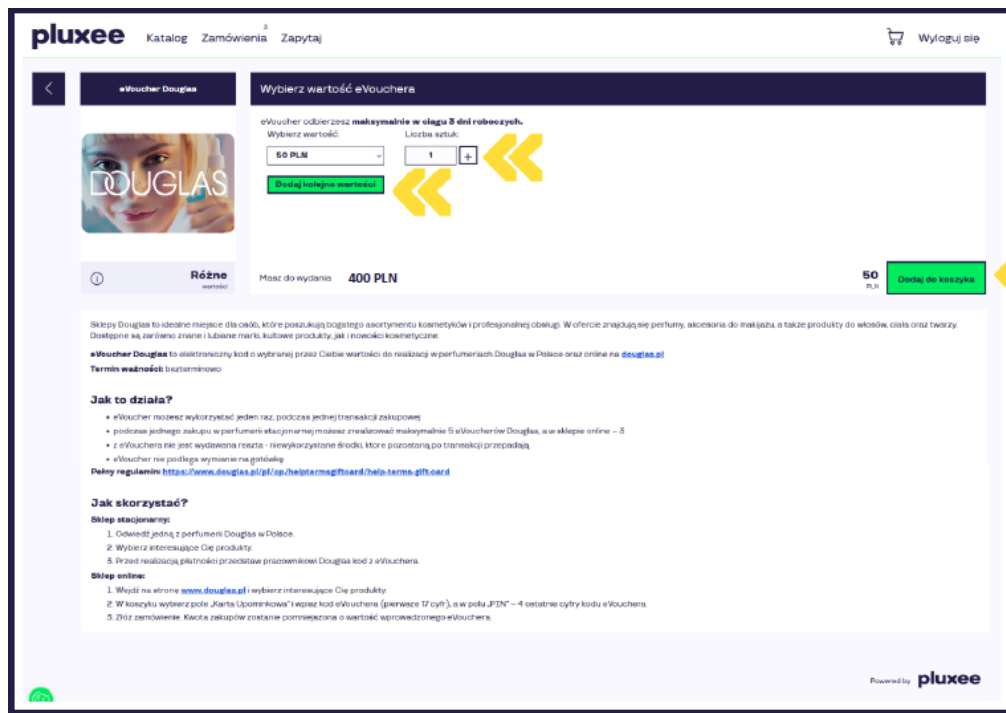 pluxee Katalog Zamówienia 3 Zapytaj Wyloguj się
eVoucher Douglas
Wybierz wartość eVouchera
eVoucher odbierzesz maksymalnie w ciągu 3 dni roboczych.
Wybierz wartość: Liczba sztuk:
50 PLN 1 +
Dodaj kolejne wartości
DOUGLAS
Różne
wartości
Masz do wydania 400 PLN
50
PLN
Dodaj do koszyka
Sklepy Douglas to idealne miejsce dla osób, które poszukują bogatego asortymentu kosmetyków i profesjonalnej obsługi. W ofercie znajdują się perfumy, akcesoria do makijażu, a także produkty do włosów, ciała oraz twarzy.
Dostępne są zarówno znane i lubiane marki, kultowe produkty, jak i nowości kosmetyczne.
eVoucher Douglas to elektroniczny kod o wybranej przez Ciebie wartości do realizacji w perfumeriach Douglas w Polsce oraz online na douglas.pl
Termin ważności: bezterminowo
Jak to działa?
• eVoucher możesz wykorzystać jeden raz, podczas jednej transakcji zakupowej
• podczas jednego zakupu w perfumerii stacjonarnej możesz zrealizować maksymalnie 5 eVoucherów Douglas, a w sklepie online – 3
• z eVouchera nie jest wydawana reszta - niewykorzystane środki, które pozostaną po transakcji przepadają
• eVoucher nie podlega wymianie na gotówkę
Pełny regulamin: https://www.douglas.pl/pl/cp/helptermsgiftcard/help-terms-gift-card
Jak skorzystać?
Sklep stacjonarny:
1. Odwiedź jedną z perfumerii Douglas w Polsce.
2. Wybierz interesujące Cię produkty.
3. Przed realizacją płatności przedstaw pracownikowi Douglas kod z eVouchera.
Sklep online:
1. Wejdź na stronę www.douglas.pl i wybierz interesujące Cię produkty.
2. W koszyku wybierz pole „Karta Upominkowa" i wpisz kod eVouchera (pierwsze 17 cyfr), a w polu „PIN" – 4 ostatnie cyfry kodu eVouchera
3. Złóż zamówienie. Kwota zakupów zostanie pomniejszona o wartość wprowadzonego eVouchera.
Powered by pluxee